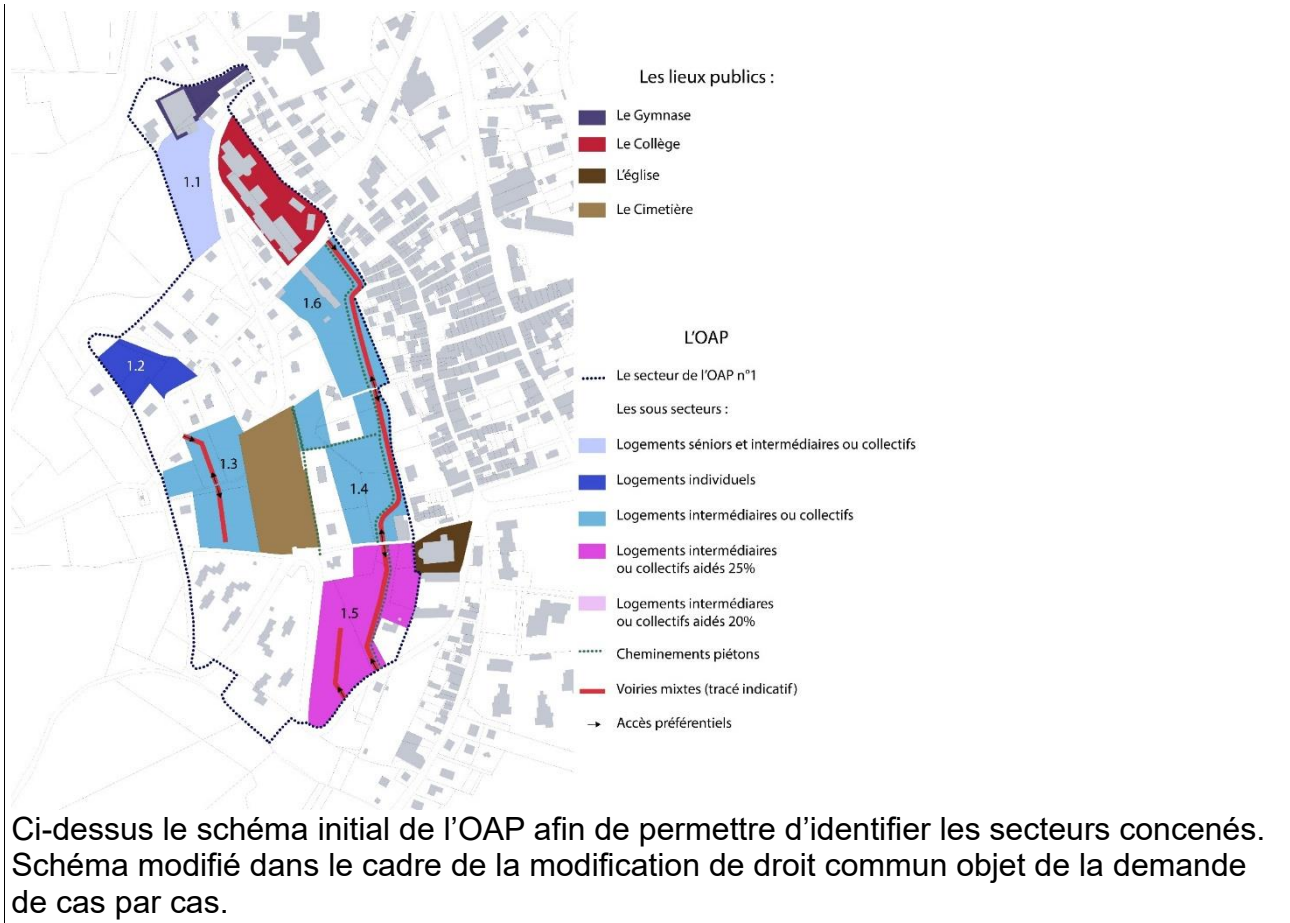 Les lieux publics :
Le Gymnase
Le Collège
L'église
Le Cimetière
L'OAP
Le secteur de l'OAP n°1
Les sous secteurs :
Logements séniors et intermédiaires ou collectifs
Logements individuels
Logements intermédiaires ou collectifs
Logements intermédiaires
ou collectifs aidés 25%
Logements intermédiares
ou collectifs aidés 20%
Cheminements piétons
Voiries mixtes (tracé indicatif)
Accès préférentiels
1.1
1.6
1.2
1.3
1.4
1.5
Ci-dessus le schéma initial de l'OAP afin de permettre d'identifier les secteurs concenés.
Schéma modifié dans le cadre de la modification de droit commun objet de la demande
de cas par cas.